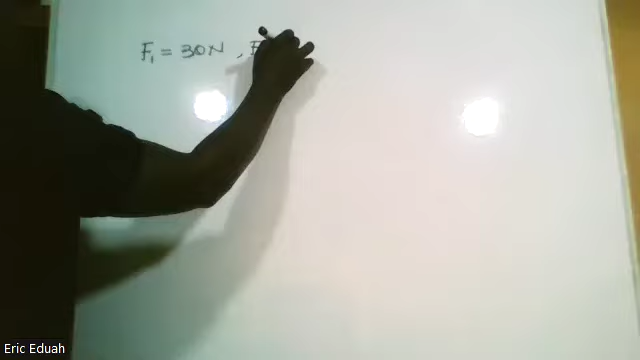 F₁ = 30N , F
Eric Eduah